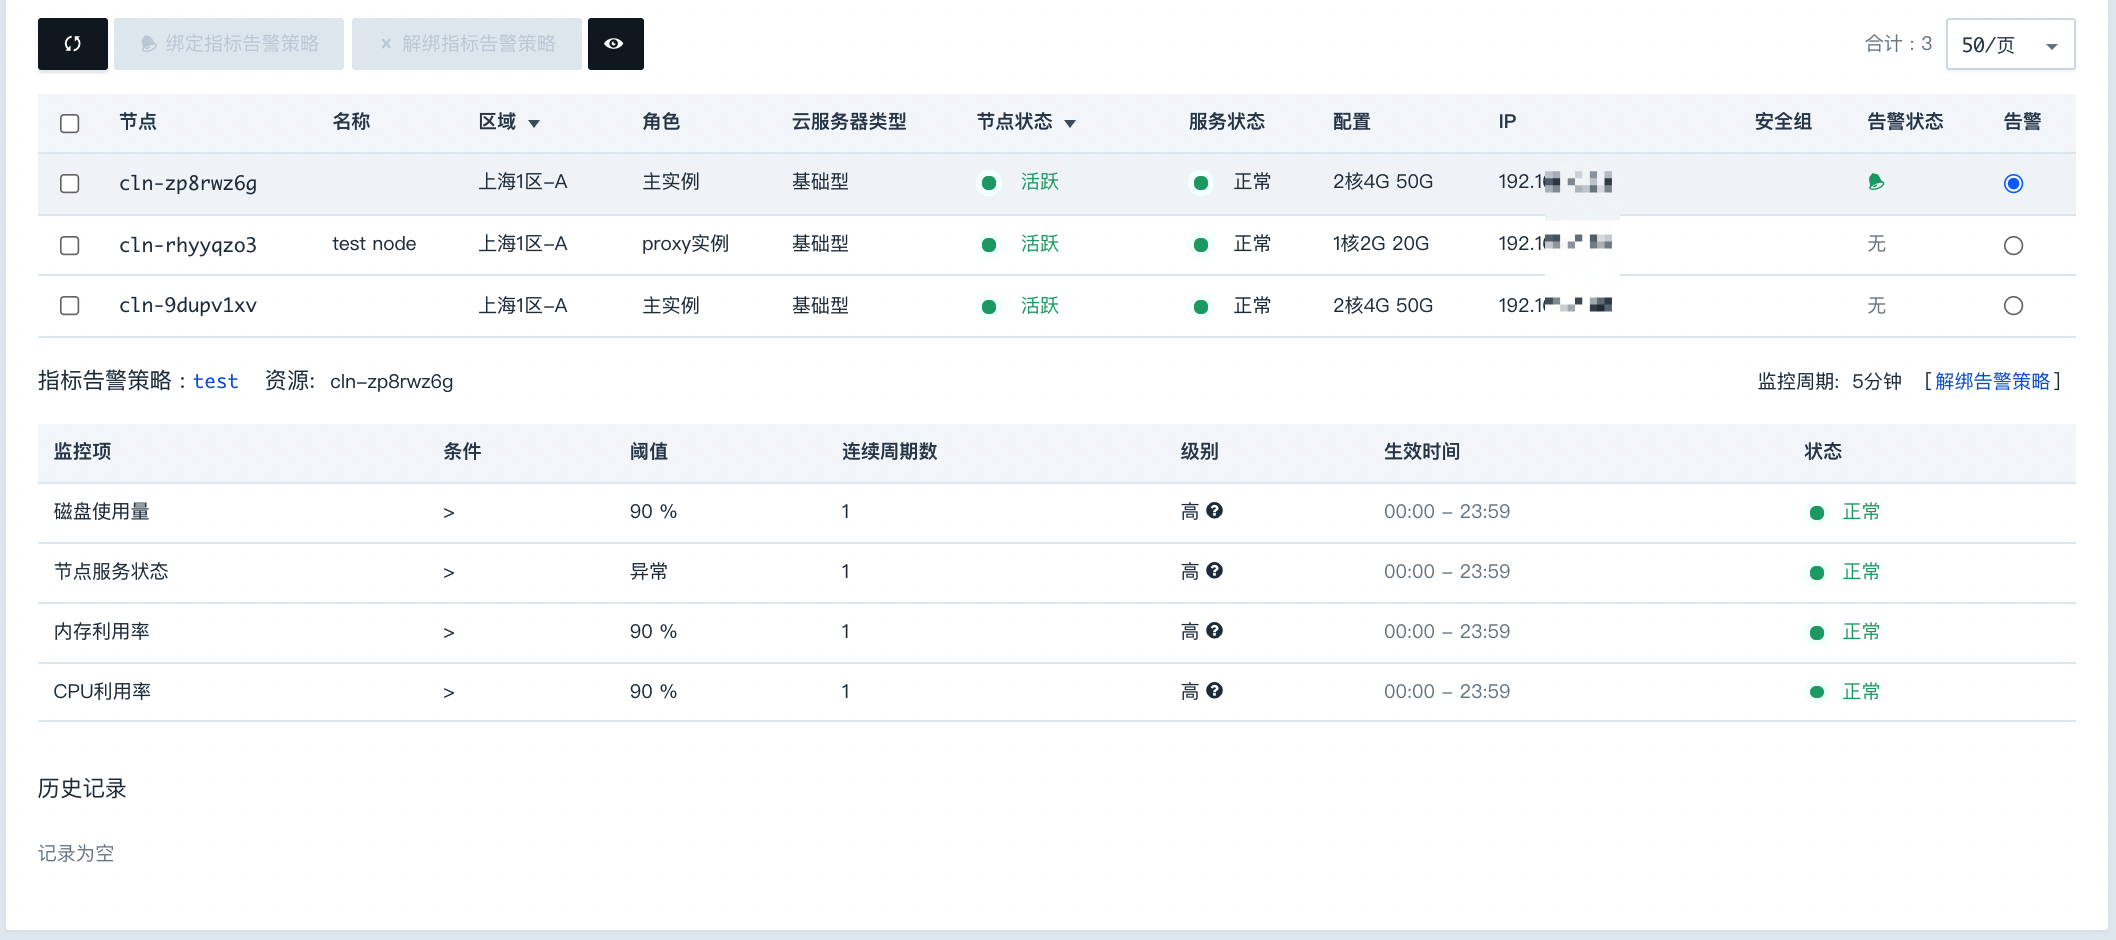 绑定指标告警策略 × 解绑指标告警策略 合计：3 50/页
节点 名称 区域 角色 云服务器类型 节点状态 服务状态 配置 IP 安全组 告警状态 告警
cln-zp8rwz6g 上海1区-A 主实例 基础型 活跃 正常 2核4G 50G 192.1
cln-rhyyqzo3 test node 上海1区-A proxy实例 基础型 活跃 正常 1核2G 20G 192.1 无
cln-9dupv1xv 上海1区-A 主实例 基础型 活跃 正常 2核4G 50G 192.1 无
指标告警策略：test 资源: cln-zp8rwz6g 监控周期: 5分钟 [解绑告警策略]
监控项 条件 阈值 连续周期数 级别 生效时间 状态
磁盘使用量 > 90 % 1 高 ? 00:00 - 23:59 正常
节点服务状态 > 异常 1 高 ? 00:00 - 23:59 正常
内存利用率 > 90 % 1 高 ? 00:00 - 23:59 正常
CPU利用率 > 90 % 1 高 ? 00:00 - 23:59 正常
历史记录
记录为空